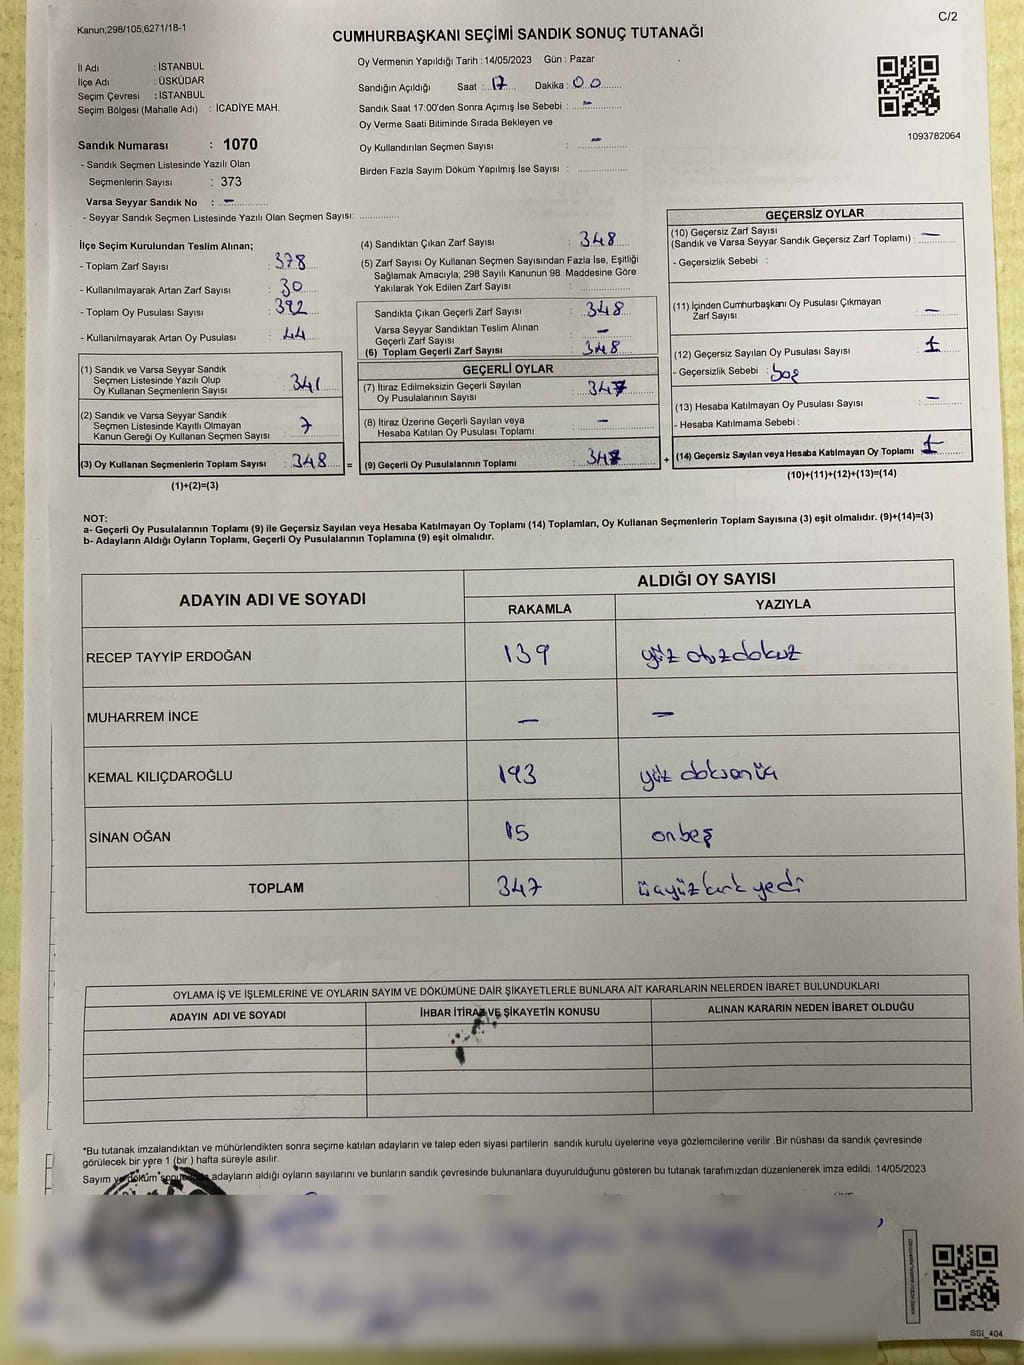 Kanun;298/105;6271/18-1
C/2
CUMHURBAŞKANI SEÇİMİ SANDIK SONUÇ TUTANAĞI
İl Adı : İSTANBUL
İlçe Adı : ÜSKÜDAR
Seçim Çevresi : İSTANBUL
Seçim Bölgesi (Mahalle Adı) : İCADİYE MAH.
Sandık Numarası : 1070
- Sandık Seçmen Listesinde Yazılı Olan
Seçmenlerin Sayısı : 373
Varsa Seyyar Sandık No : –
- Seyyar Sandık Seçmen Listesinde Yazılı Olan Seçmen Sayısı: ............
Oy Vermenin Yapıldığı Tarih : 14/05/2023 Gün : Pazar
Sandığın Açıldığı Saat : 17 Dakika : 00
Sandık Saat 17:00'den Sonra Açılmış İse Sebebi : –
Oy Verme Saati Bitiminde Sırada Bekleyen ve
Oy Kullandırılan Seçmen Sayısı : –
Birden Fazla Sayım Döküm Yapılmış İse Sayısı : ............
1093782064
İlçe Seçim Kurulundan Teslim Alınan;
- Toplam Zarf Sayısı : 378
- Kullanılmayarak Artan Zarf Sayısı : 30
- Toplam Oy Pusulası Sayısı : 392
- Kullanılmayarak Artan Oy Pusulası : 44
(1) Sandık ve Varsa Seyyar Sandık
Seçmen Listesinde Yazılı Olup
Oy Kullanan Seçmenlerin Sayısı : 341
(2) Sandık ve Varsa Seyyar Sandık
Seçmen Listesinde Kayıtlı Olmayan
Kanun Gereği Oy Kullanan Seçmen Sayısı : 7
(3) Oy Kullanan Seçmenlerin Toplam Sayısı : 348 =
(1)+(2)=(3)
(4) Sandıktan Çıkan Zarf Sayısı : 348
(5) Zarf Sayısı Oy Kullanan Seçmen Sayısından Fazla İse, Eşitliği
Sağlamak Amacıyla; 298 Sayılı Kanunun 98. Maddesine Göre
Yakılarak Yok Edilen Zarf Sayısı : ............
Sandıkta Çıkan Geçerli Zarf Sayısı : 348
Varsa Seyyar Sandıktan Teslim Alınan
Geçerli Zarf Sayısı : –
(6) Toplam Geçerli Zarf Sayısı : 348
GEÇERLİ OYLAR
(7) İtiraz Edilmeksizin Geçerli Sayılan
Oy Pusulalarının Sayısı : 347
(8) İtiraz Üzerine Geçerli Sayılan veya
Hesaba Katılan Oy Pusulası Toplamı : –
(9) Geçerli Oy Pusulalarının Toplamı : 347 +
GEÇERSİZ OYLAR
(10) Geçersiz Zarf Sayısı
(Sandık ve Varsa Seyyar Sandık Geçersiz Zarf Toplamı) : –
- Geçersizlik Sebebi :
(11) İçinden Cumhurbaşkanı Oy Pusulası Çıkmayan
Zarf Sayısı : –
(12) Geçersiz Sayılan Oy Pusulası Sayısı : 1
- Geçersizlik Sebebi : boş
(13) Hesaba Katılmayan Oy Pusulası Sayısı : –
- Hesaba Katılmama Sebebi :
(14) Geçersiz Sayılan veya Hesaba Katılmayan Oy Toplamı : 1
(10)+(11)+(12)+(13)=(14)
NOT:
a- Geçerli Oy Pusulalarının Toplamı (9) ile Geçersiz Sayılan veya Hesaba Katılmayan Oy Toplamı (14) Toplamları, Oy Kullanan Seçmenlerin Toplam Sayısına (3) eşit olmalıdır. (9)+(14)=(3)
b- Adayların Aldığı Oyların Toplamı, Geçerli Oy Pusulalarının Toplamına (9) eşit olmalıdır.
ADAYIN ADI VE SOYADI
ALDIĞI OY SAYISI
RAKAMLA YAZIYLA
RECEP TAYYİP ERDOĞAN 139 yüz otuz dokuz
MUHARREM İNCE – –
KEMAL KILIÇDAROĞLU 193 yüz doksan üç
SİNAN OĞAN 15 onbeş
TOPLAM 347 üçyüz kırk yedi
OYLAMA İŞ VE İŞLEMLERİNE VE OYLARIN SAYIM VE DÖKÜMÜNE DAİR ŞİKAYETLERLE BUNLARA AİT KARARLARIN NELERDEN İBARET BULUNDUKLARI
ADAYIN ADI VE SOYADI İHBAR İTİRAZ VE ŞİKAYETİN KONUSU ALINAN KARARIN NEDEN İBARET OLDUĞU
*Bu tutanak imzalandıktan ve mühürlendikten sonra seçime katılan adayların ve talep eden siyasi partilerin sandık kurulu üyelerine veya gözlemcilerine verilir .Bir nüshası da sandık çevresinde
görülecek bir yere 1 (bir ) hafta süreyle asılır.
Sayım ve döküm adayların aldığı oyların sayılarını ve bunların sandık çevresinde bulunanlara duyurulduğunu gösteren bu tutanak tarafımızdan düzenlenerek imza edildi. 14/05/2023
SSI_404